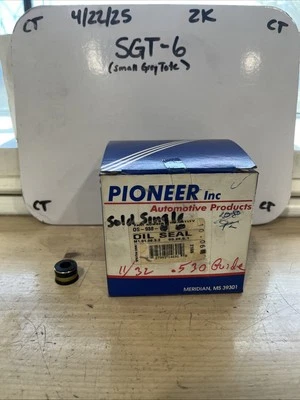 CT 4/22/25 2K CT
SGT-6
(small Grey Tote)
CT
CT
PIONEER Inc
Automotive Products
Sold Single
OIL SEAL
11/32 .530 Guide
MERIDIAN, MS 39301